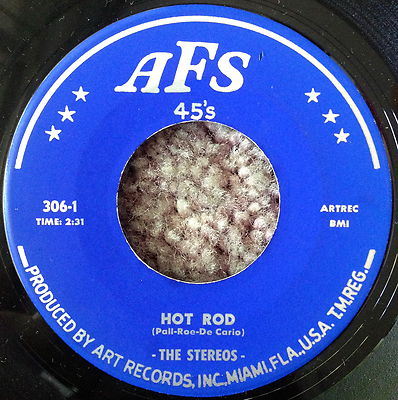 AFS
45's
306-1
TIME: 2:31
ARTREC
BMI
HOT ROD
(Pall-Roe-De Carlo)
- THE STEREOS -
PRODUCED BY ART RECORDS, INC., MIAMI, FLA., U.S.A. T.M. REG.